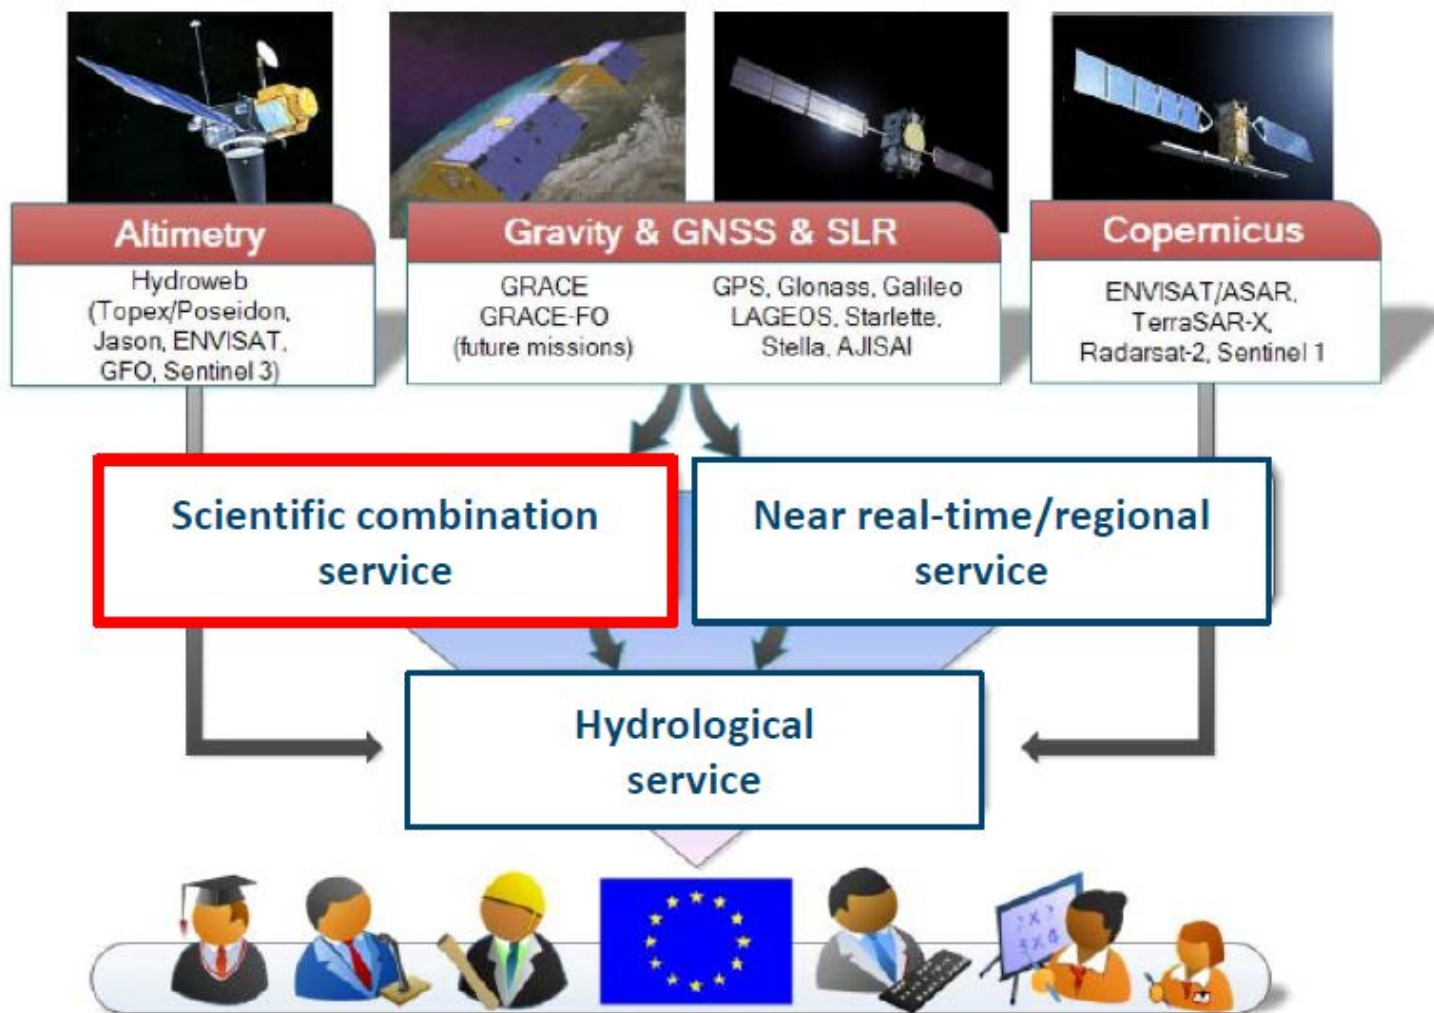 Altimetry
Hydroweb
(Topex/Poseidon,
Jason, ENVISAT,
GFO, Sentinel 3)
Gravity & GNSS & SLR
GRACE
GRACE-FO
(future missions)
GPS, Glonass, Galileo
LAGEOS, Starlette,
Stella, AJISAI
Copernicus
ENVISAT/ASAR,
TerraSAR-X,
Radarsat-2, Sentinel 1
Scientific combination
service
Near real-time/regional
service
Hydrological
service